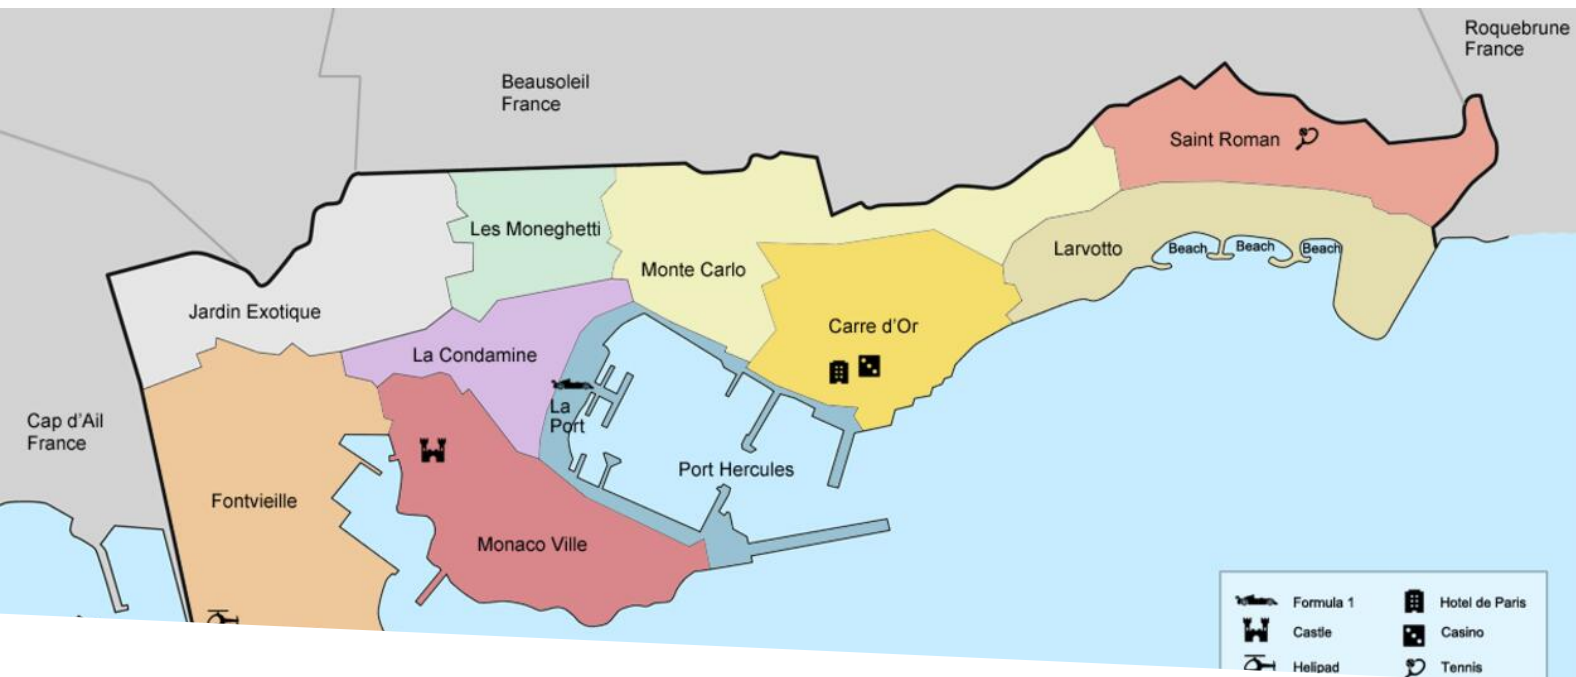 Roquebrune
France
Beausoleil
France
Saint Roman
Les Moneghetti
Larvotto
Beach
Beach
Beach
Monte Carlo
Jardin Exotique
Carre d'Or
La Condamine
La
Port
Cap d'Ail
France
Port Hercules
Fontvieille
Monaco Ville
Formula 1
Hotel de Paris
Castle
Casino
Helipad
Tennis